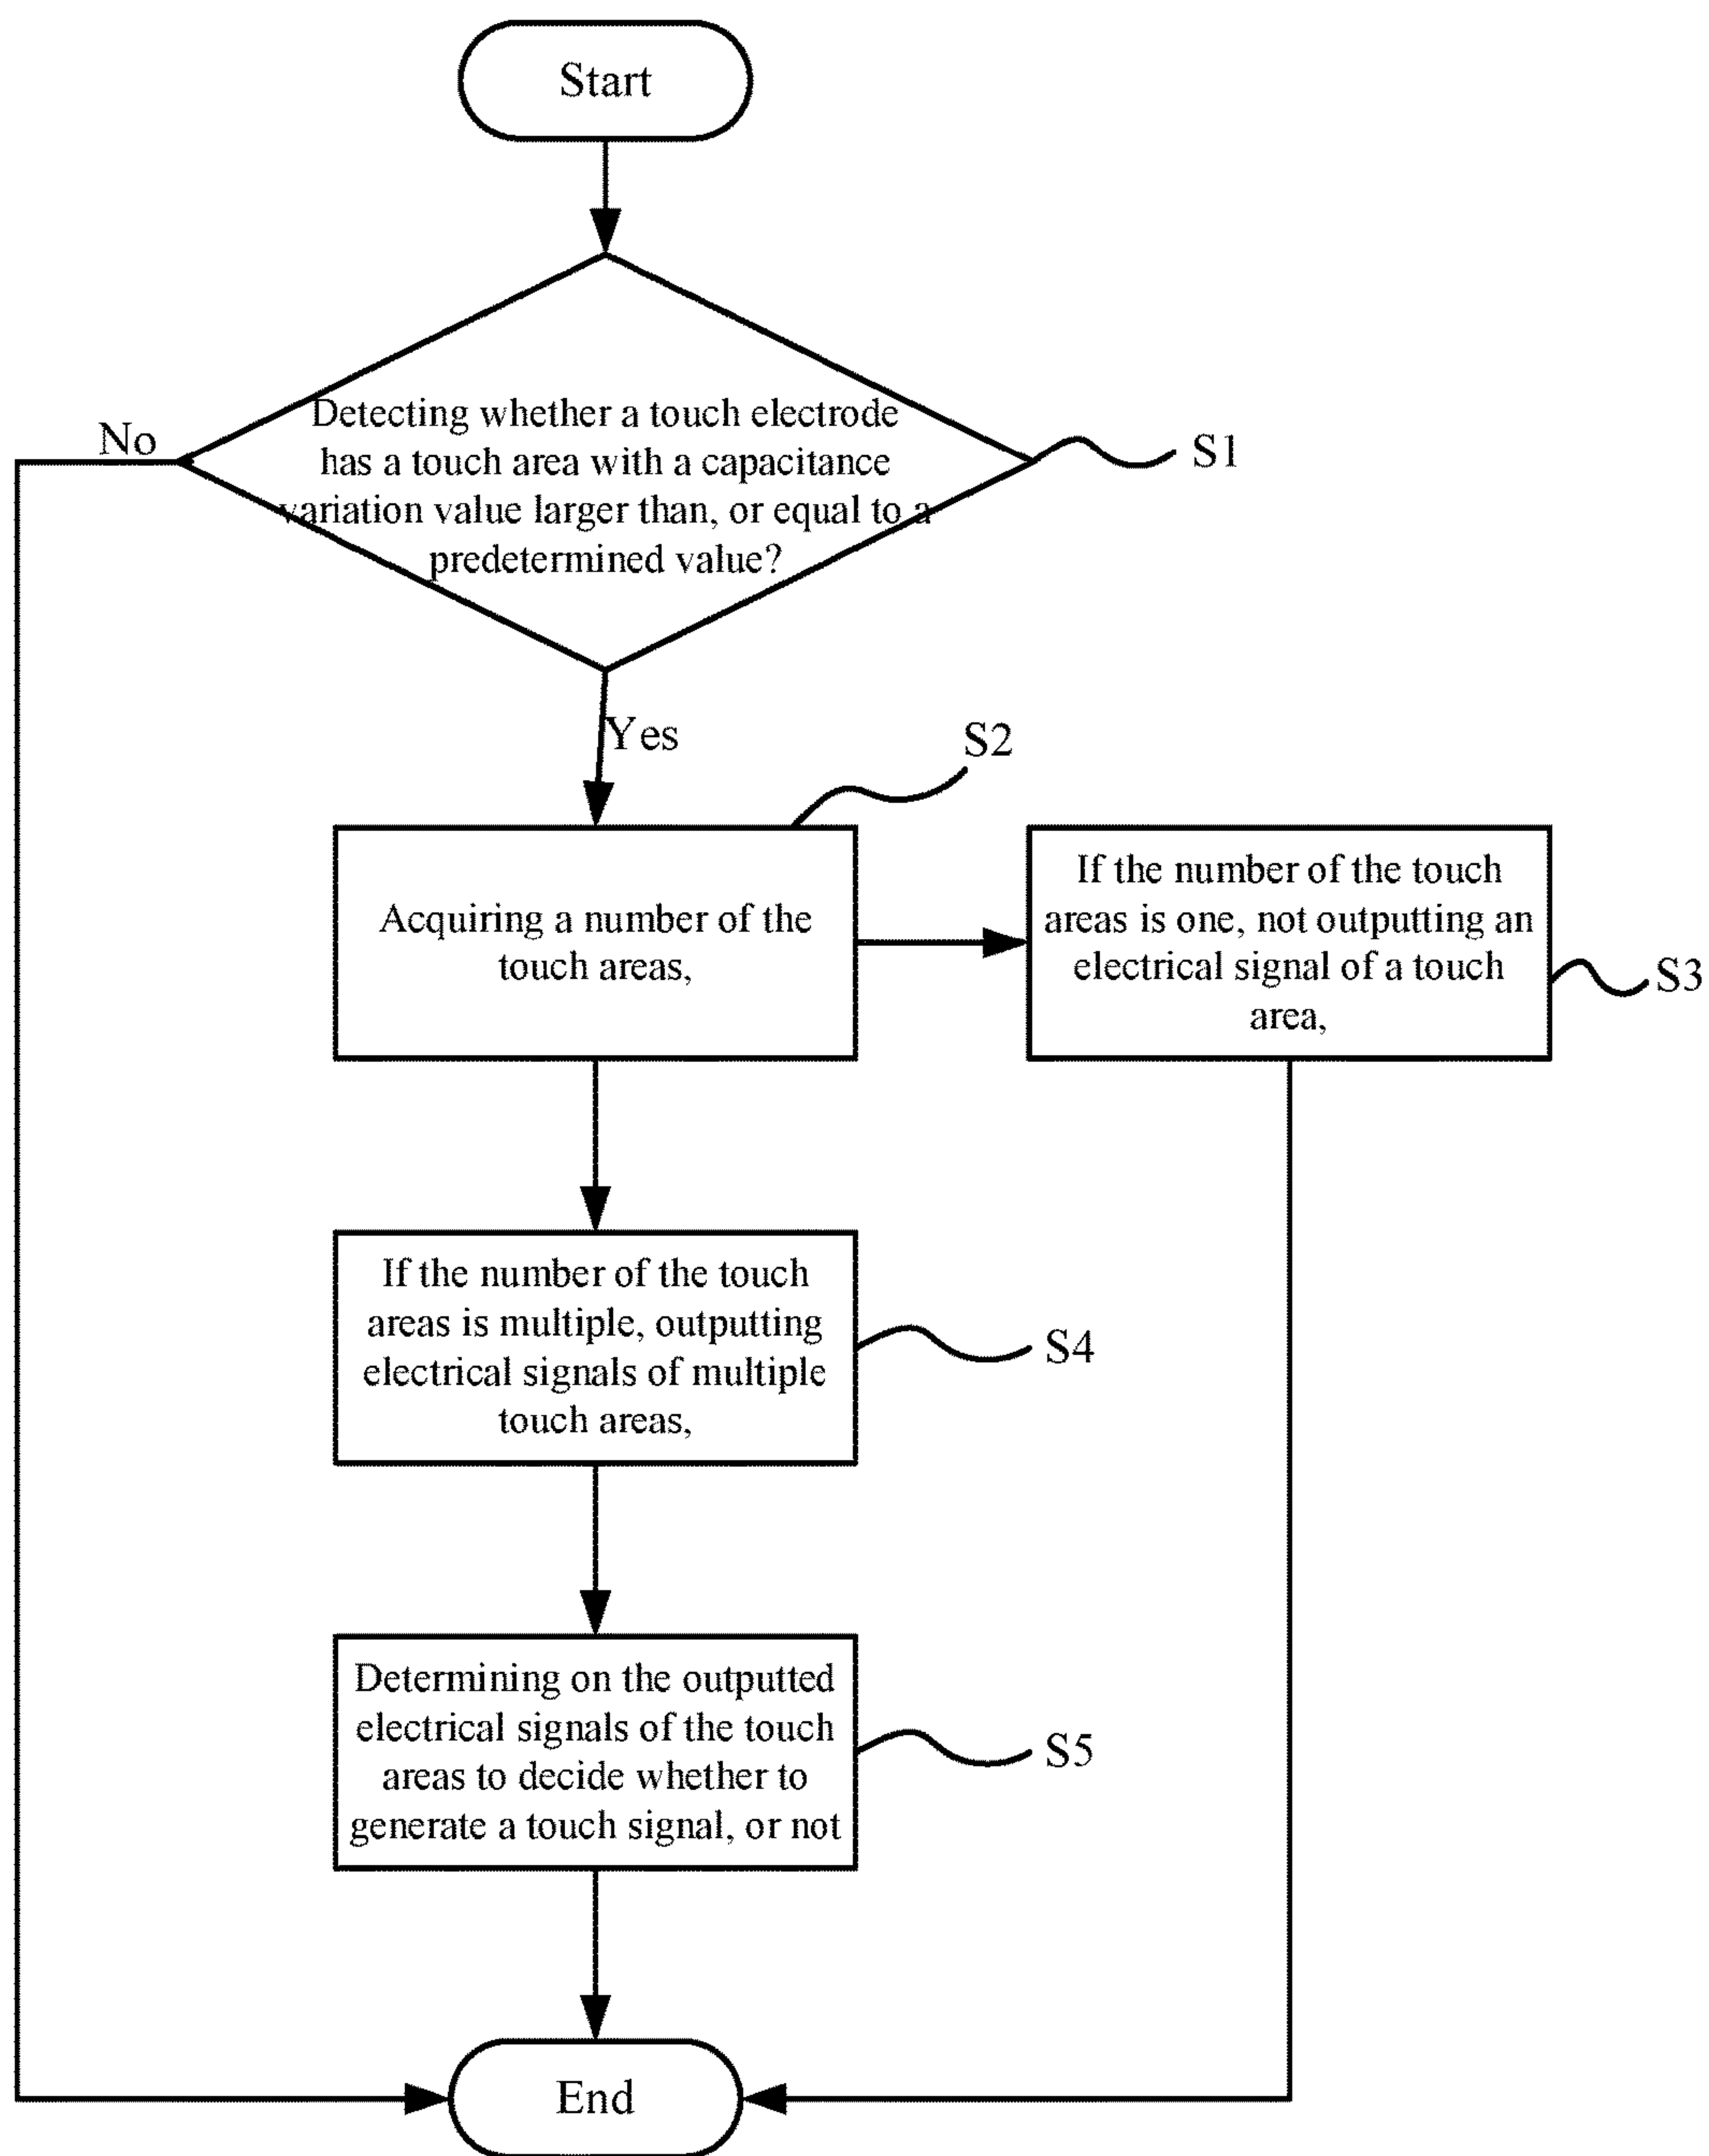 Start
Detecting whether a touch electrode
has a touch area with a capacitance
variation value larger than, or equal to a
predetermined value?
No
S1
Yes
S2
Acquiring a number of the
touch areas,
If the number of the touch
areas is one, not outputting an
electrical signal of a touch
area,
S3
If the number of the touch
areas is multiple, outputting
electrical signals of multiple
touch areas,
S4
Determining on the outputted
electrical signals of the touch
areas to decide whether to
generate a touch signal, or not
S5
End